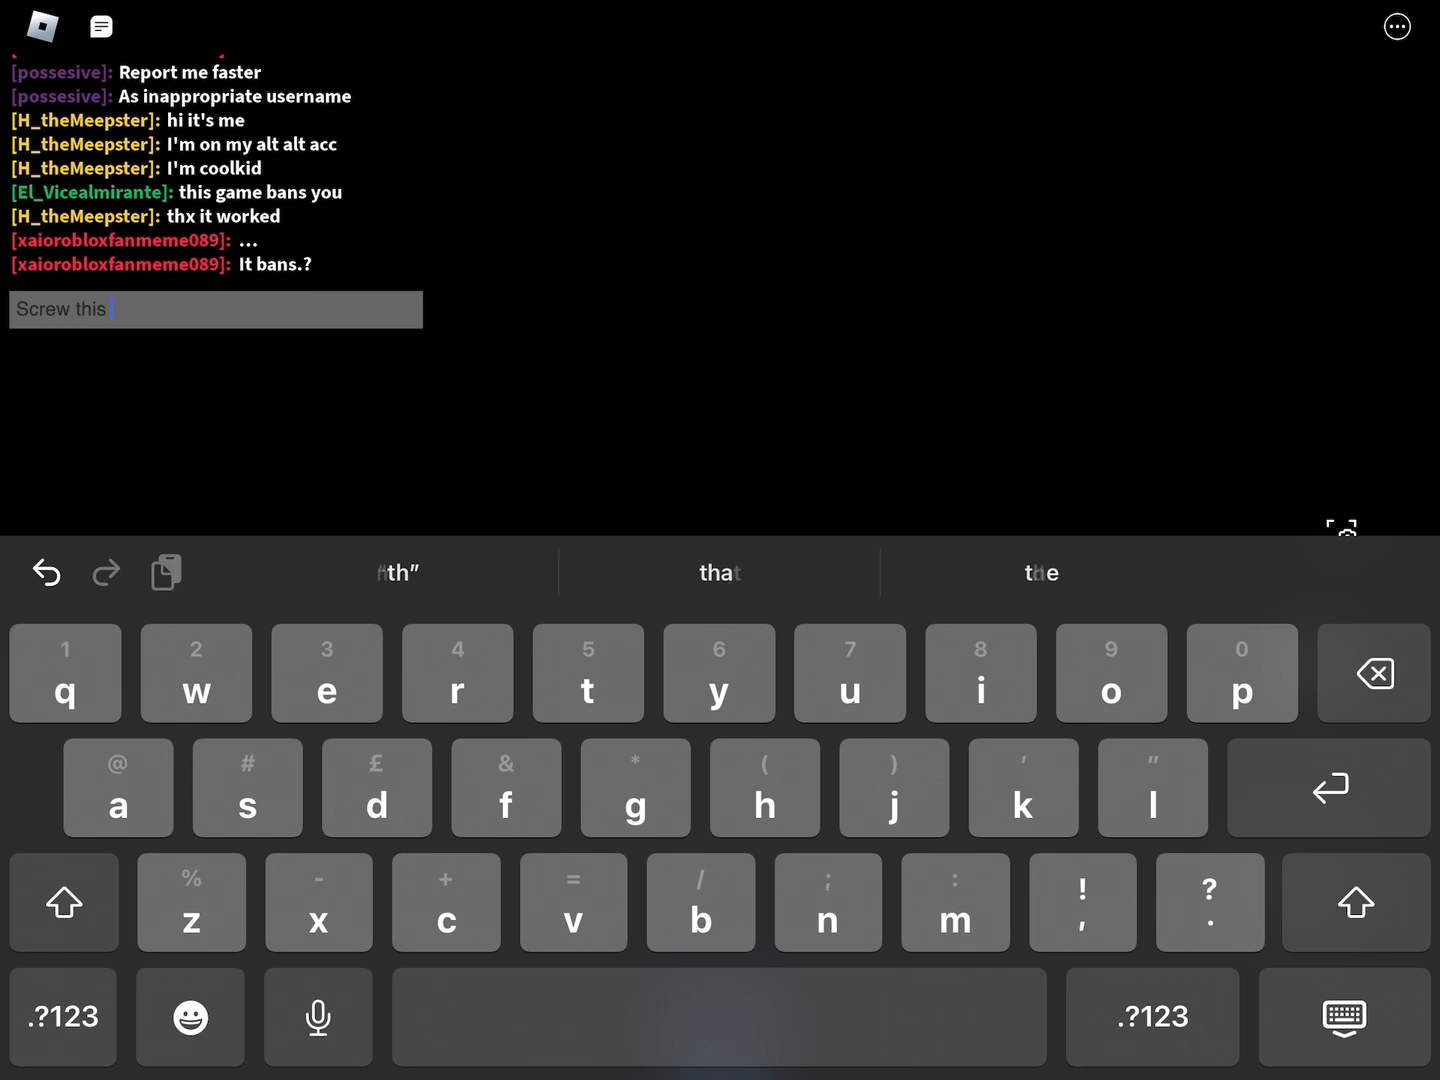 [possesive]: Report me faster
[possesive]: As inappropriate username
[H_theMeepster]: hi it's me
[H_theMeepster]: I'm on my alt alt acc
[H_theMeepster]: I'm coolkid
[El_Vicealmirante]: this game bans you
[H_theMeepster]: thx it worked
[xaiorobloxfanmeme089]: ...
[xaiorobloxfanmeme089]: It bans.?
Screw this
that the
1 2 3 4 5 6 7 8 9 0
q w e r t y u i o p
@ # £ & * ( ) ' "
a s d f g h j k l
% - + = / ; : ! ?
z x c v b n m , .
.?123 .?123